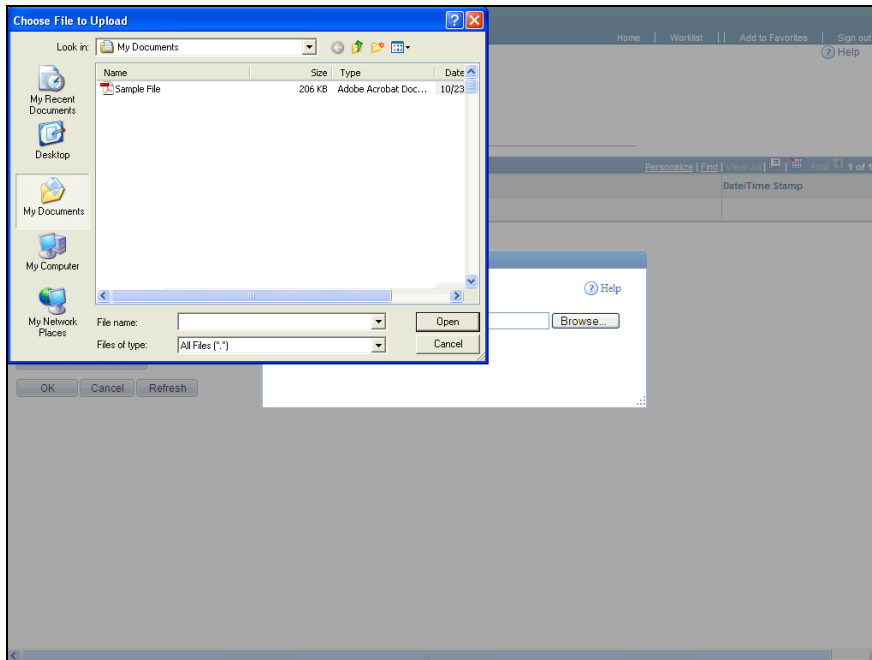 Choose File to Upload
Look in: My Documents
Name Size Type Date
Sample File 206 KB Adobe Acrobat Doc... 10/23
My Recent
Documents
Desktop
My Documents
My Computer
My Network
Places
File name: Open
Files of type: All Files (*.*) Cancel
Home | Worklist || Add to Favorites | Sign out
Help
Personalize | Find | View All | | First 1 of 1
Date/Time Stamp
Help
Browse...
OK Cancel Refresh